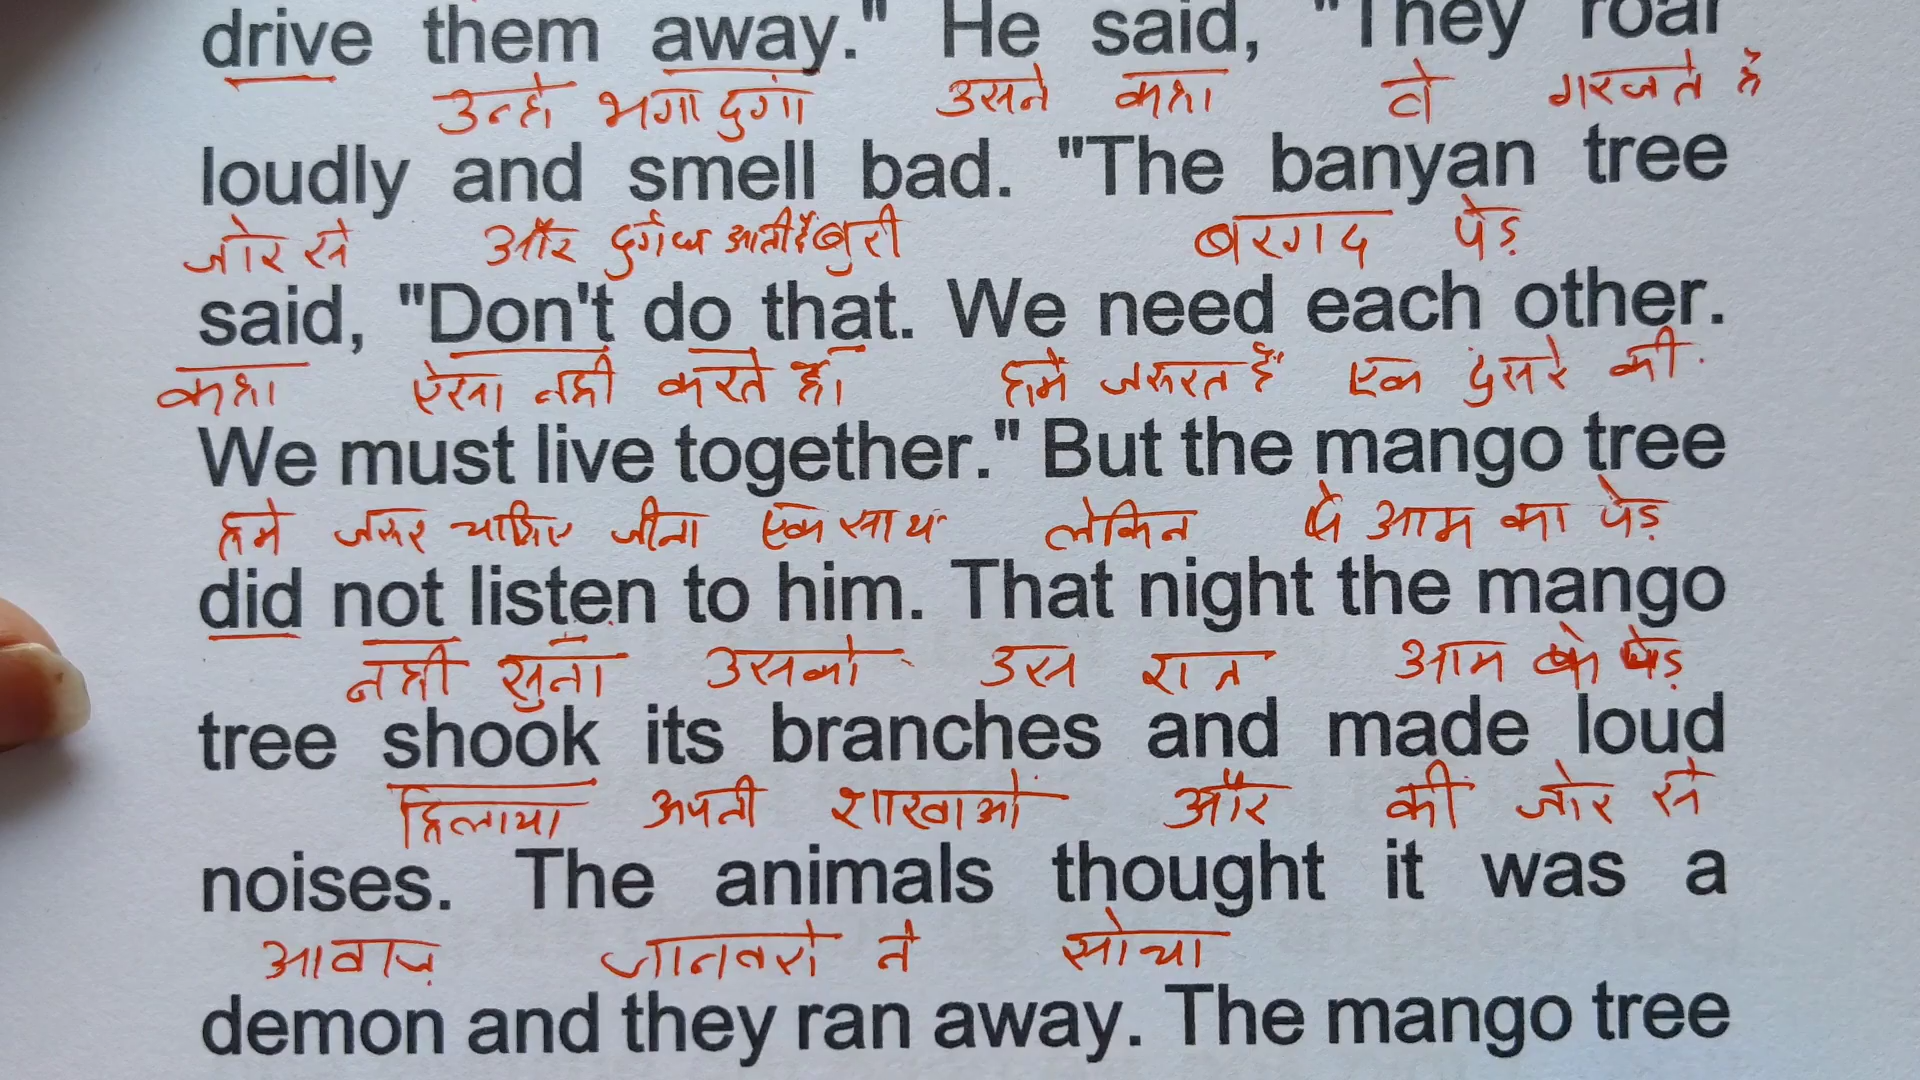 drive them away." He said, "They roar
उन्हे भगा दुगां उसने कहा वो गरजते है
loudly and smell bad. "The banyan tree
जोर से और दुर्गन्ध आती है बुरी बरगद पेड़
said, "Don't do that. We need each other.
कहा ऐसा नही करते है। हमे जरूरत है एक दुसरे की.
We must live together." But the mango tree
हमे जरूर चाहिए जीना एक साथ लेकिन पे आम का पेड़
did not listen to him. That night the mango
नही सुना उसको उस रात आम के पेड़
tree shook its branches and made loud
हिलाया अपनी शाखाओ और की जोर से
noises. The animals thought it was a
आवाज़ जानवरो ने सोचा
demon and they ran away. The mango tree